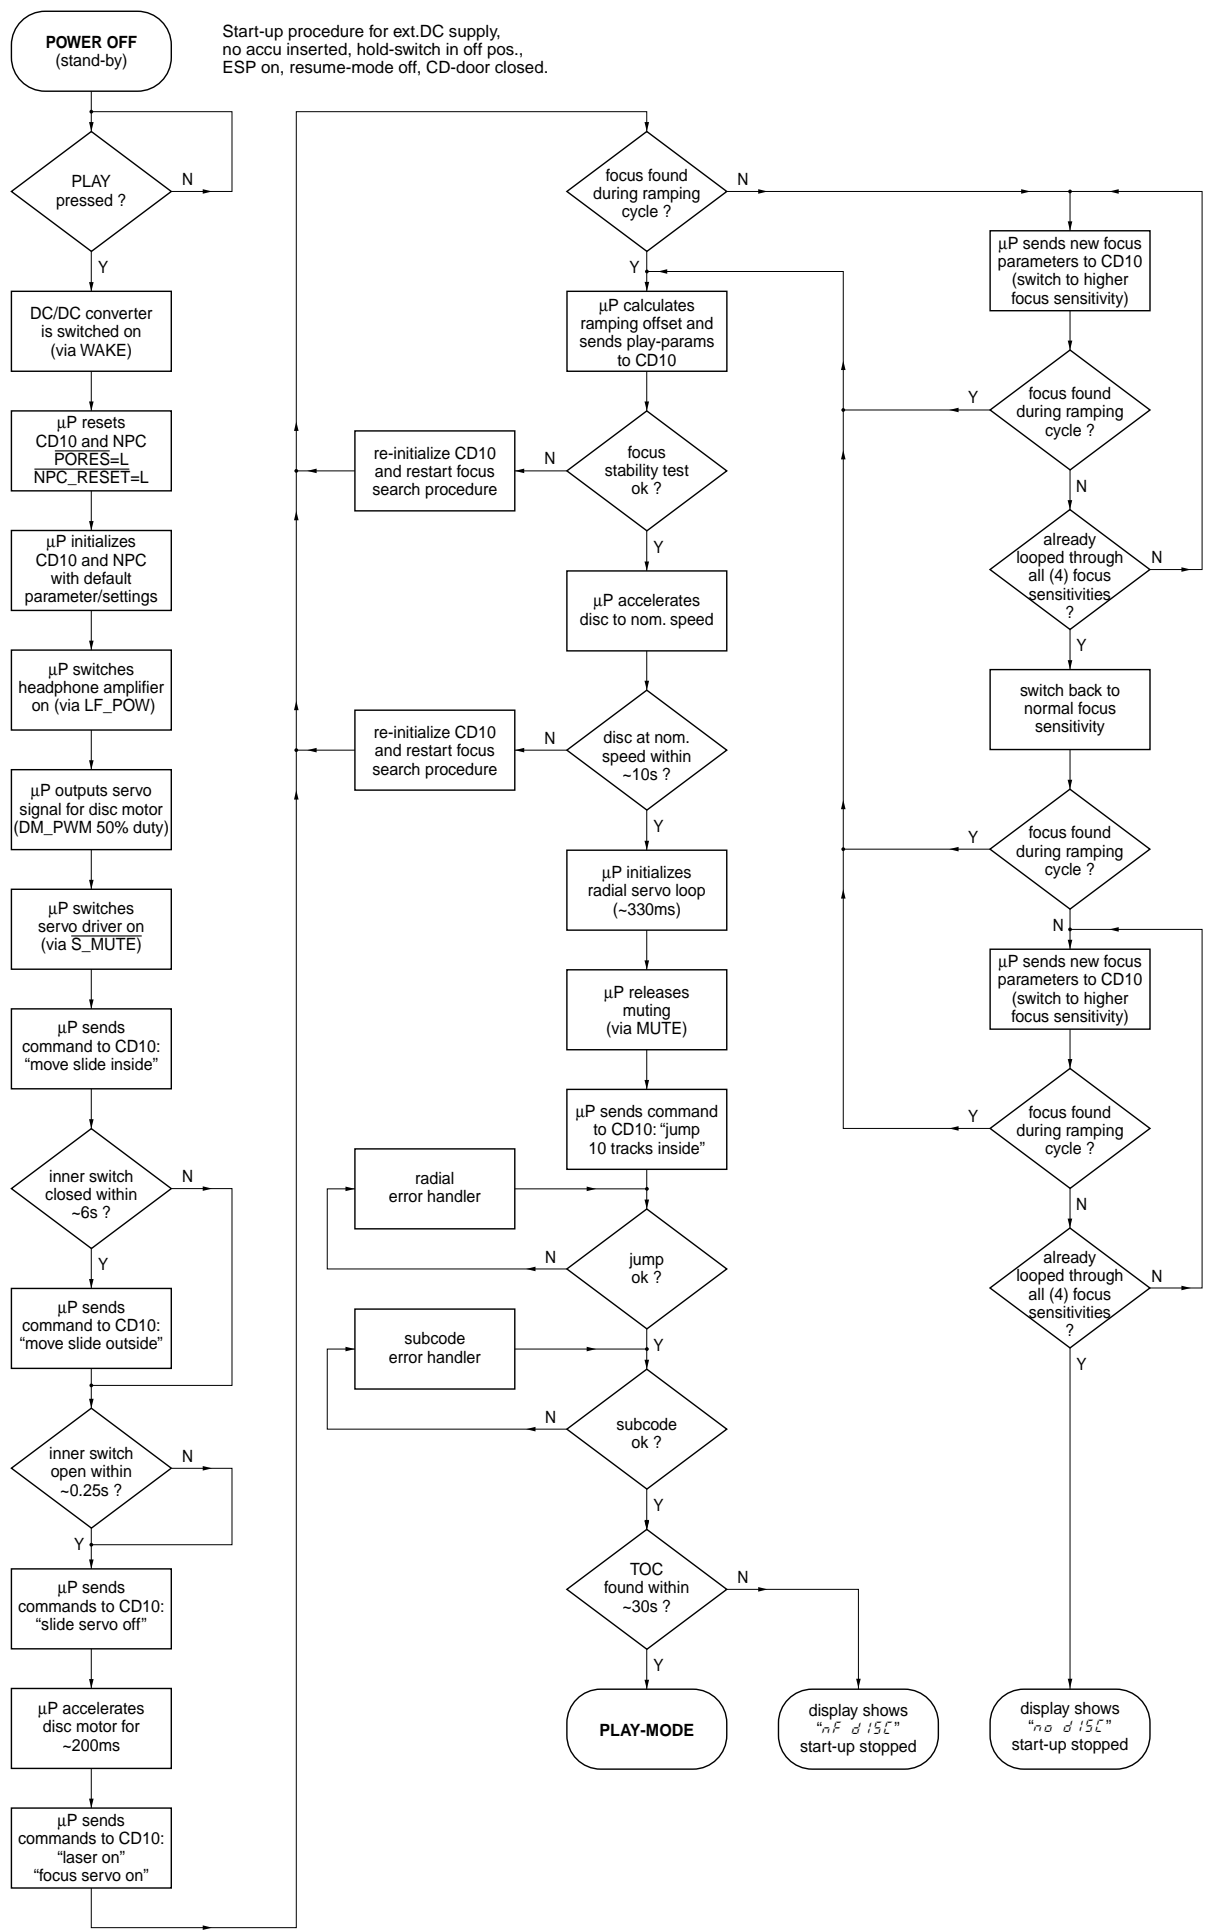 POWER OFF
(stand-by)
Start-up procedure for ext.DC supply,
no accu inserted, hold-switch in off pos.,
ESP on, resume-mode off, CD-door closed.
PLAY
pressed ?
N
Y
DC/DC converter
is switched on
(via WAKE)
µP resets
CD10 and NPC
PORES=L
NPC_RESET=L
µP initializes
CD10 and NPC
with default
parameter/settings
µP switches
headphone amplifier
on (via LF_POW)
µP outputs servo
signal for disc motor
(DM_PWM 50% duty)
µP switches
servo driver on
(via S_MUTE)
µP sends
command to CD10:
“move slide inside”
inner switch
closed within
~6s ?
N
Y
µP sends
command to CD10:
“move slide outside”
inner switch
open within
~0.25s ?
N
Y
µP sends
commands to CD10:
“slide servo off”
µP accelerates
disc motor for
~200ms
µP sends
commands to CD10:
“laser on”
“focus servo on”
focus found
during ramping
cycle ?
N
Y
µP calculates
ramping offset and
sends play-params
to CD10
focus
stability test
ok ?
N
re-initialize CD10
and restart focus
search procedure
Y
µP accelerates
disc to nom. speed
disc at nom.
speed within
~10s ?
N
re-initialize CD10
and restart focus
search procedure
Y
µP initializes
radial servo loop
(~330ms)
µP releases
muting
(via MUTE)
µP sends command
to CD10: “jump
10 tracks inside”
radial
error handler
jump
ok ?
N
Y
subcode
error handler
subcode
ok ?
N
Y
TOC
found within
~30s ?
N
Y
PLAY-MODE
display shows
“nF dISC”
start-up stopped
µP sends new focus
parameters to CD10
(switch to higher
focus sensitivity)
focus found
during ramping
cycle ?
Y
N
already
looped through
all (4) focus
sensitivities
?
N
Y
switch back to
normal focus
sensitivity
focus found
during ramping
cycle ?
Y
N
µP sends new focus
parameters to CD10
(switch to higher
focus sensitivity)
focus found
during ramping
cycle ?
Y
N
already
looped through
all (4) focus
sensitivities
?
N
Y
display shows
“no dISC”
start-up stopped